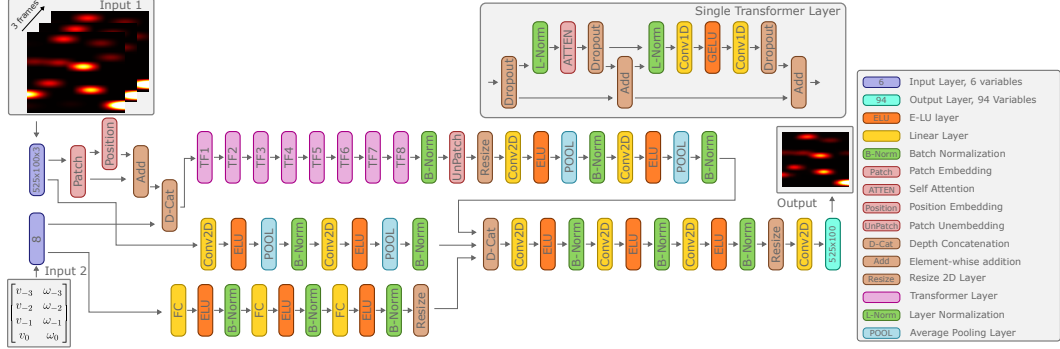 Input 1
3 frames
525x100x3
Patch
Position
Add
D-Cat
TF1
TF2
TF3
TF4
TF5
TF6
TF7
TF8
B-Norm
UnPatch
Resize
Conv2D
ELU
POOL
B-Norm
Conv2D
ELU
POOL
B-Norm
8
Input 2
v₋₃ ω₋₃
v₋₂ ω₋₂
v₋₁ ω₋₁
v₀ ω₀
Conv2D
ELU
POOL
B-Norm
Conv2D
ELU
POOL
B-Norm
FC
ELU
B-Norm
FC
ELU
B-Norm
FC
ELU
B-Norm
Resize
D-Cat
Conv2D
ELU
B-Norm
Conv2D
ELU
B-Norm
Conv2D
ELU
B-Norm
Resize
Conv2D
525x100
Output
Single Transformer Layer
Dropout
L-Norm
ATTEN
Dropout
Add
L-Norm
Conv1D
GELU
Conv1D
Dropout
Add
6 Input Layer, 6 variables
94 Output Layer, 94 Variables
ELU E-LU layer
FC Linear Layer
B-Norm Batch Normalization
Patch Patch Embedding
ATTEN Self Attention
Position Position Embedding
UnPatch Patch Unembedding
D-Cat Depth Concatenation
Add Element-whise addition
Resize Resize 2D Layer
Transformer Layer
L-Norm Layer Normalization
POOL Average Pooling Layer